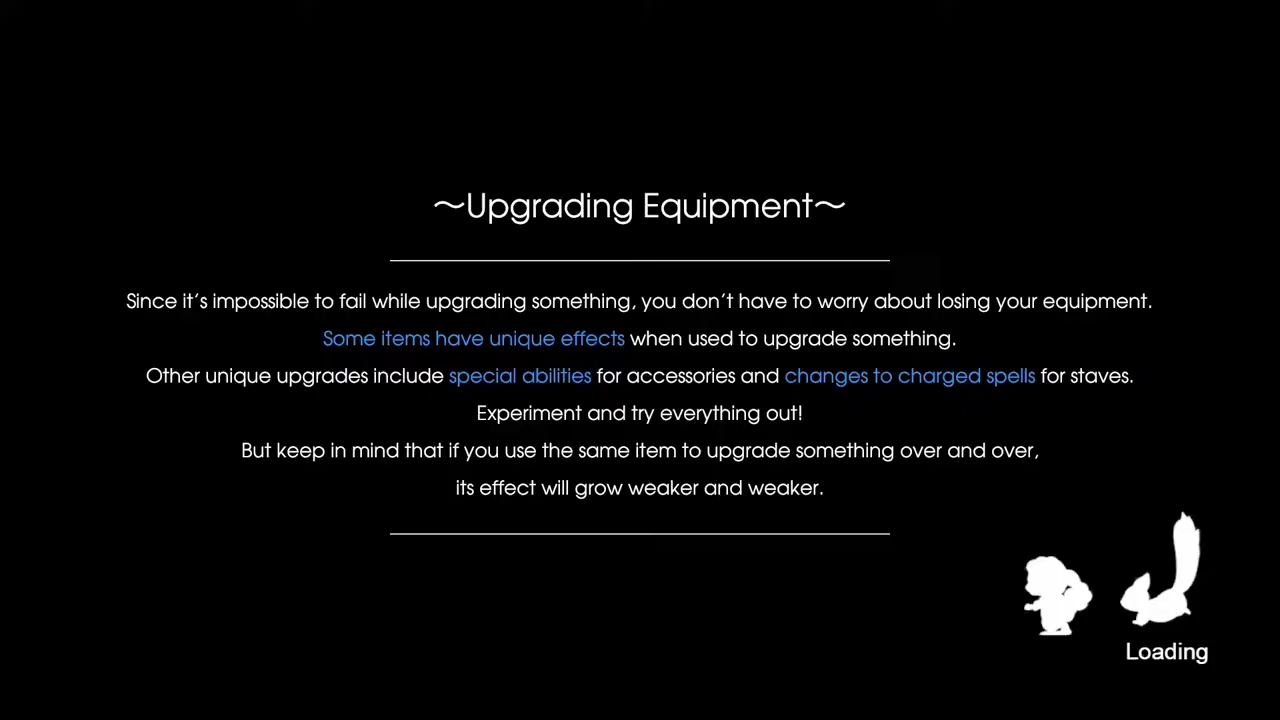 ～Upgrading Equipment～
Since it's impossible to fail while upgrading something, you don't have to worry about losing your equipment.
Some items have unique effects when used to upgrade something.
Other unique upgrades include special abilities for accessories and changes to charged spells for staves.
Experiment and try everything out!
But keep in mind that if you use the same item to upgrade something over and over,
its effect will grow weaker and weaker.
Loading